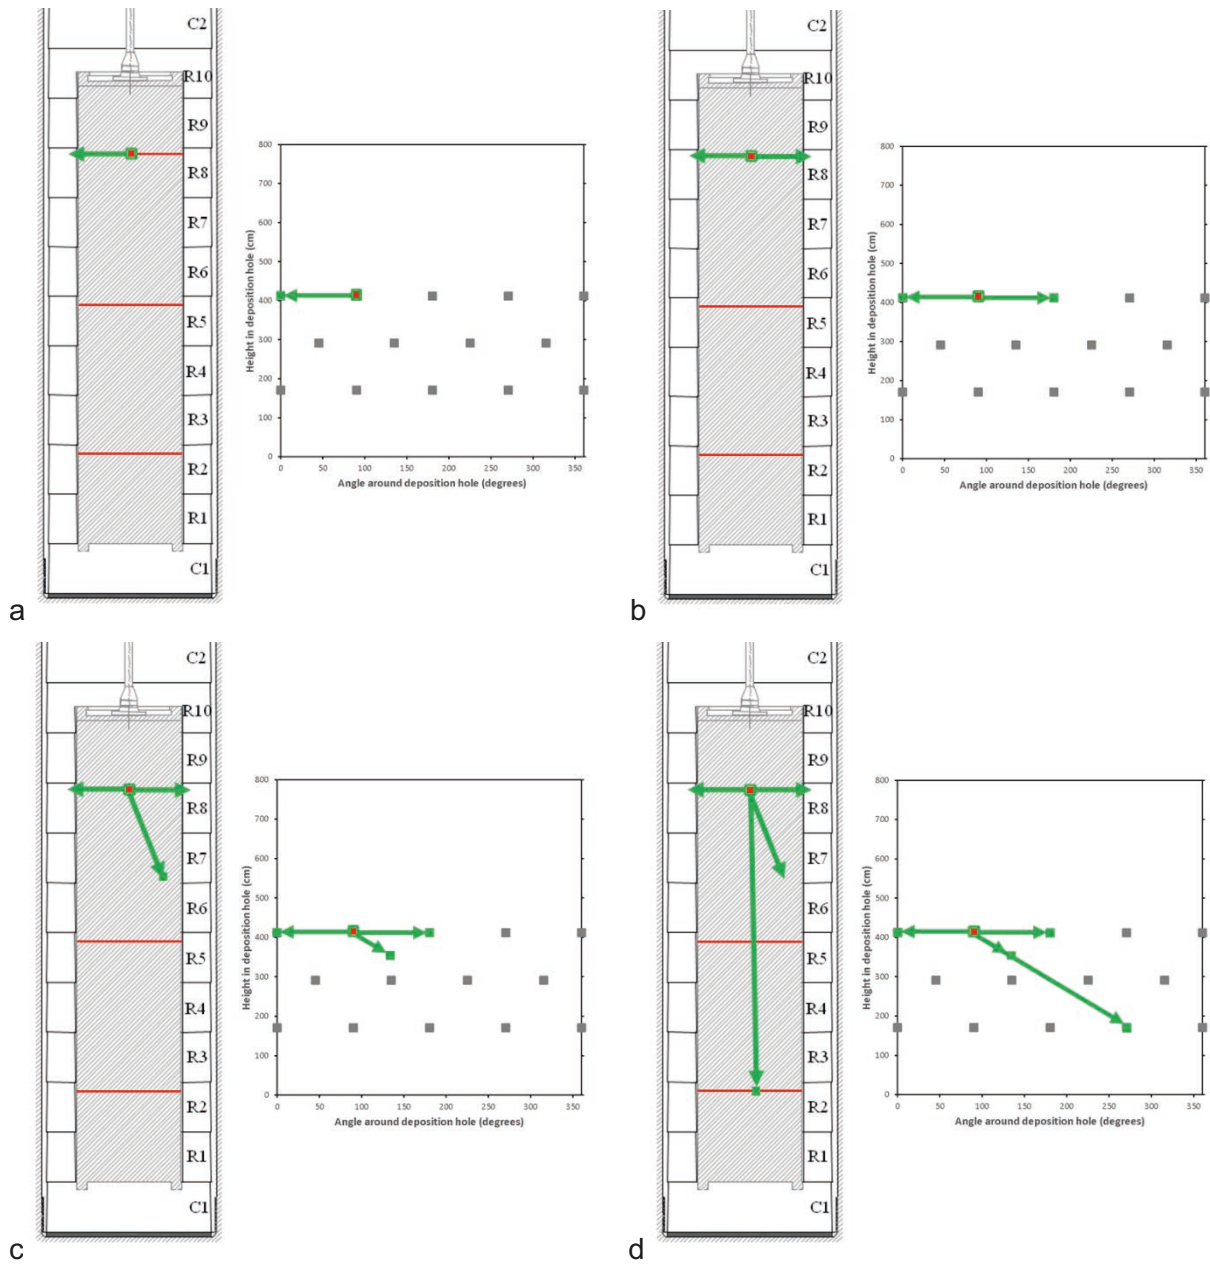 C2
R10
R9
R8
R7
R6
R5
R4
R3
R2
R1
C1
800
700
600
500
400
300
200
100
0
Height in deposition hole (cm)
0 50 100 150 200 250 300 350
Angle around deposition hole (degrees)
a
C2
R10
R9
R8
R7
R6
R5
R4
R3
R2
R1
C1
800
700
600
500
400
300
200
100
0
Height in deposition hole (cm)
0 50 100 150 200 250 300 350
Angle around deposition hole (degrees)
b
C2
R10
R9
R8
R7
R6
R5
R4
R3
R2
R1
C1
800
700
600
500
400
300
200
100
0
Height in deposition hole (cm)
0 50 100 150 200 250 300 350
Angle around deposition hole (degrees)
c
C2
R10
R9
R8
R7
R6
R5
R4
R3
R2
R1
C1
800
700
600
500
400
300
200
100
0
Height in deposition hole (cm)
0 50 100 150 200 250 300 350
Angle around deposition hole (degrees)
d